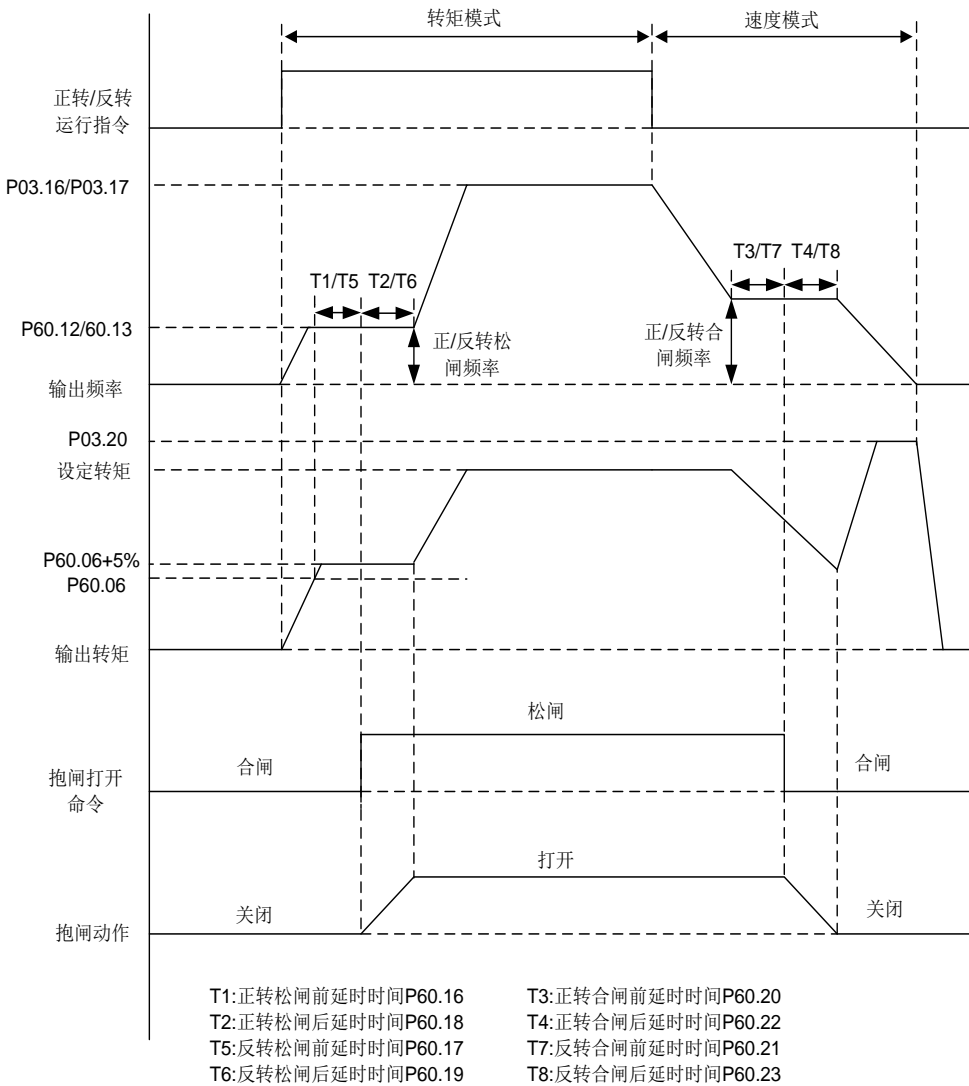 转矩模式
速度模式
正转/反转
运行指令
P03.16/P03.17
T1/T5
T2/T6
T3/T7
T4/T8
P60.12/60.13
正/反转松
闸频率
正/反转合
闸频率
输出频率
P03.20
设定转矩
P60.06+5%
P60.06
输出转矩
松闸
合闸
合闸
抱闸打开
命令
打开
关闭
关闭
抱闸动作
T1:正转松闸前延时时间P60.16
T3:正转合闸前延时时间P60.20
T2:正转松闸后延时时间P60.18
T4:正转合闸后延时时间P60.22
T5:反转松闸前延时时间P60.17
T7:反转合闸前延时时间P60.21
T6:反转松闸后延时时间P60.19
T8:反转合闸后延时时间P60.23